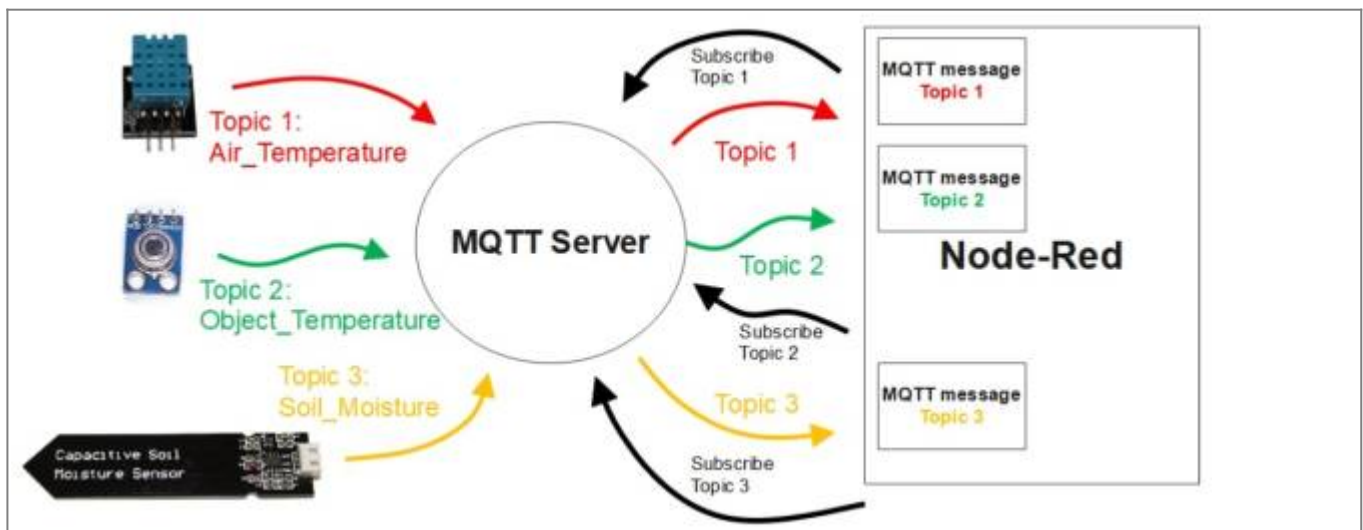 Topic 1:
Air_Temperature
Topic 2:
Object_Temperature
Topic 3:
Soil_Moisture
Capacitive Soil
Moisture Sensor
MQTT Server
Subscribe
Topic 1
Topic 1
Topic 2
Subscribe
Topic 2
Topic 3
Subscribe
Topic 3
MQTT message
Topic 1
MQTT message
Topic 2
Node-Red
MQTT message
Topic 3